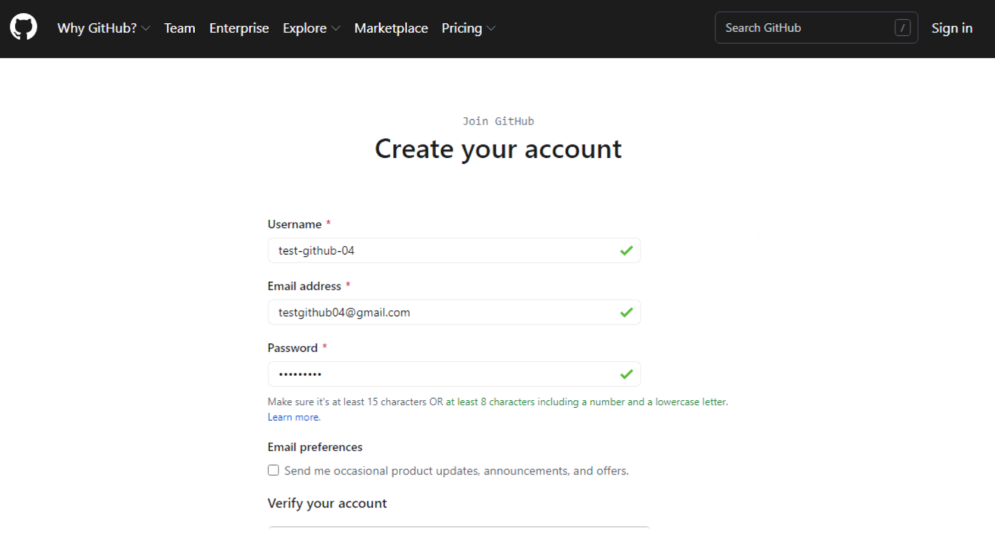 Why GitHub? Team Enterprise Explore Marketplace Pricing Search GitHub / Sign in
Join GitHub
Create your account
Username *
test-github-04
Email address *
testgithub04@gmail.com
Password *
•••••••••
Make sure it's at least 15 characters OR at least 8 characters including a number and a lowercase letter.
Learn more.
Email preferences
Send me occasional product updates, announcements, and offers.
Verify your account